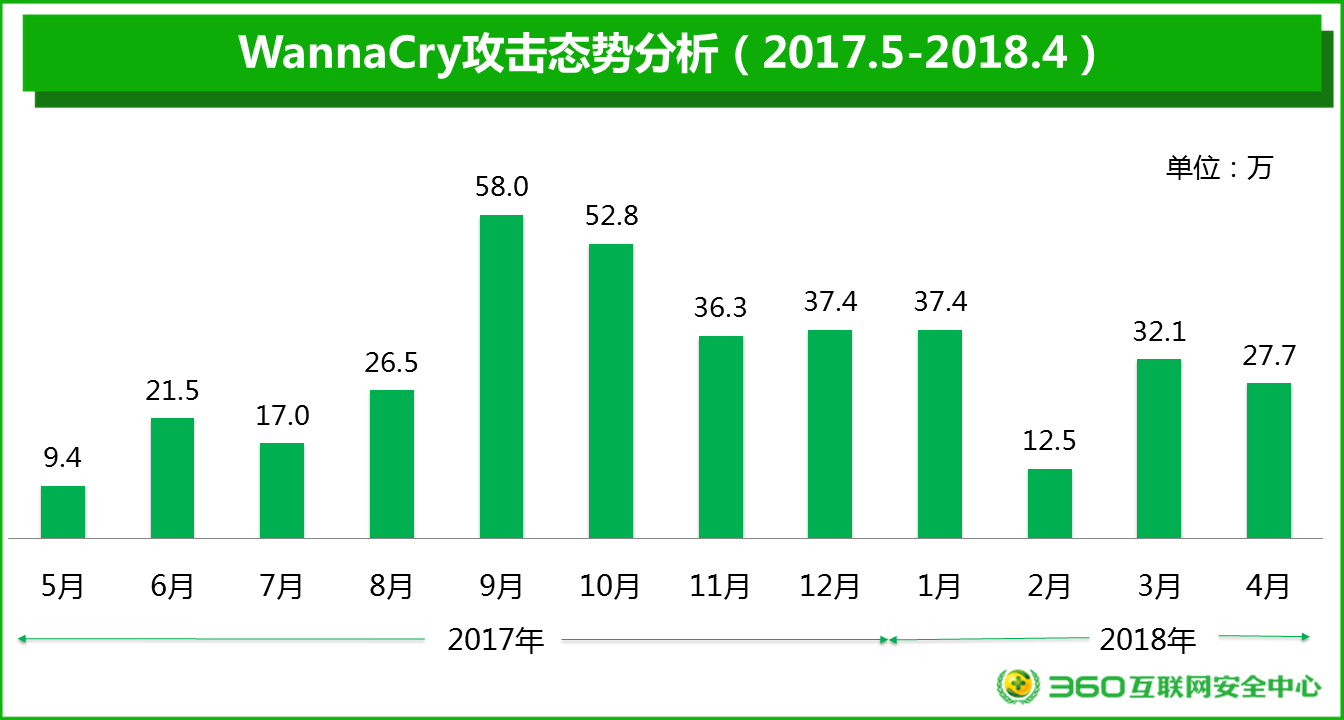 WannaCry攻击态势分析（2017.5-2018.4）
单位：万
9.4 21.5 17.0 26.5 58.0 52.8 36.3 37.4 37.4 12.5 32.1 27.7
5月 6月 7月 8月 9月 10月 11月 12月 1月 2月 3月 4月
2017年 2018年
360互联网安全中心